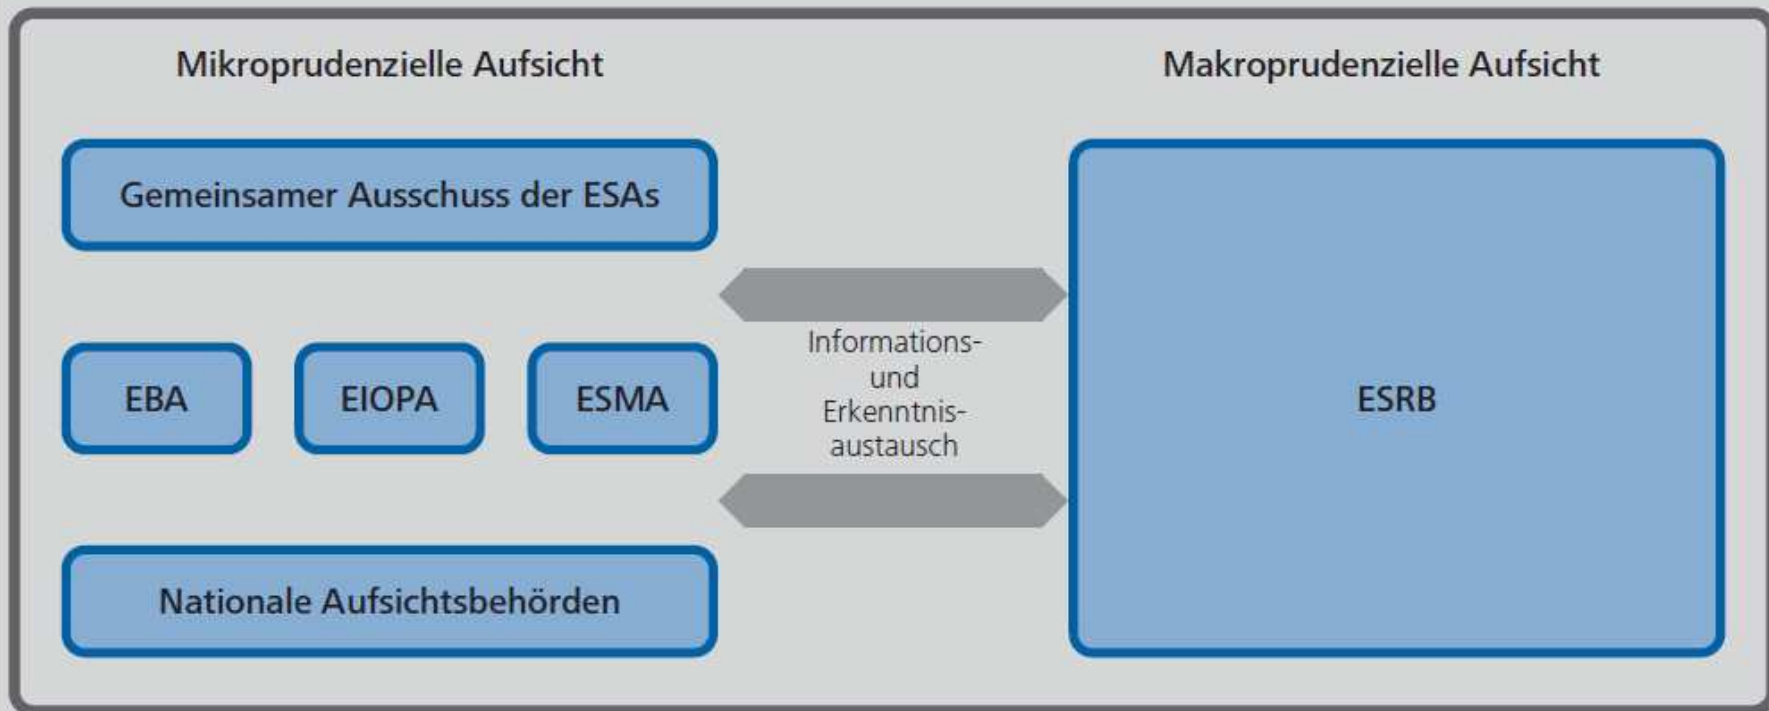 Mikroprudenzielle Aufsicht
Makroprudenzielle Aufsicht
Gemeinsamer Ausschuss der ESAs
EBA
EIOPA
ESMA
Informations-
und
Erkenntnis-
austausch
ESRB
Nationale Aufsichtsbehörden